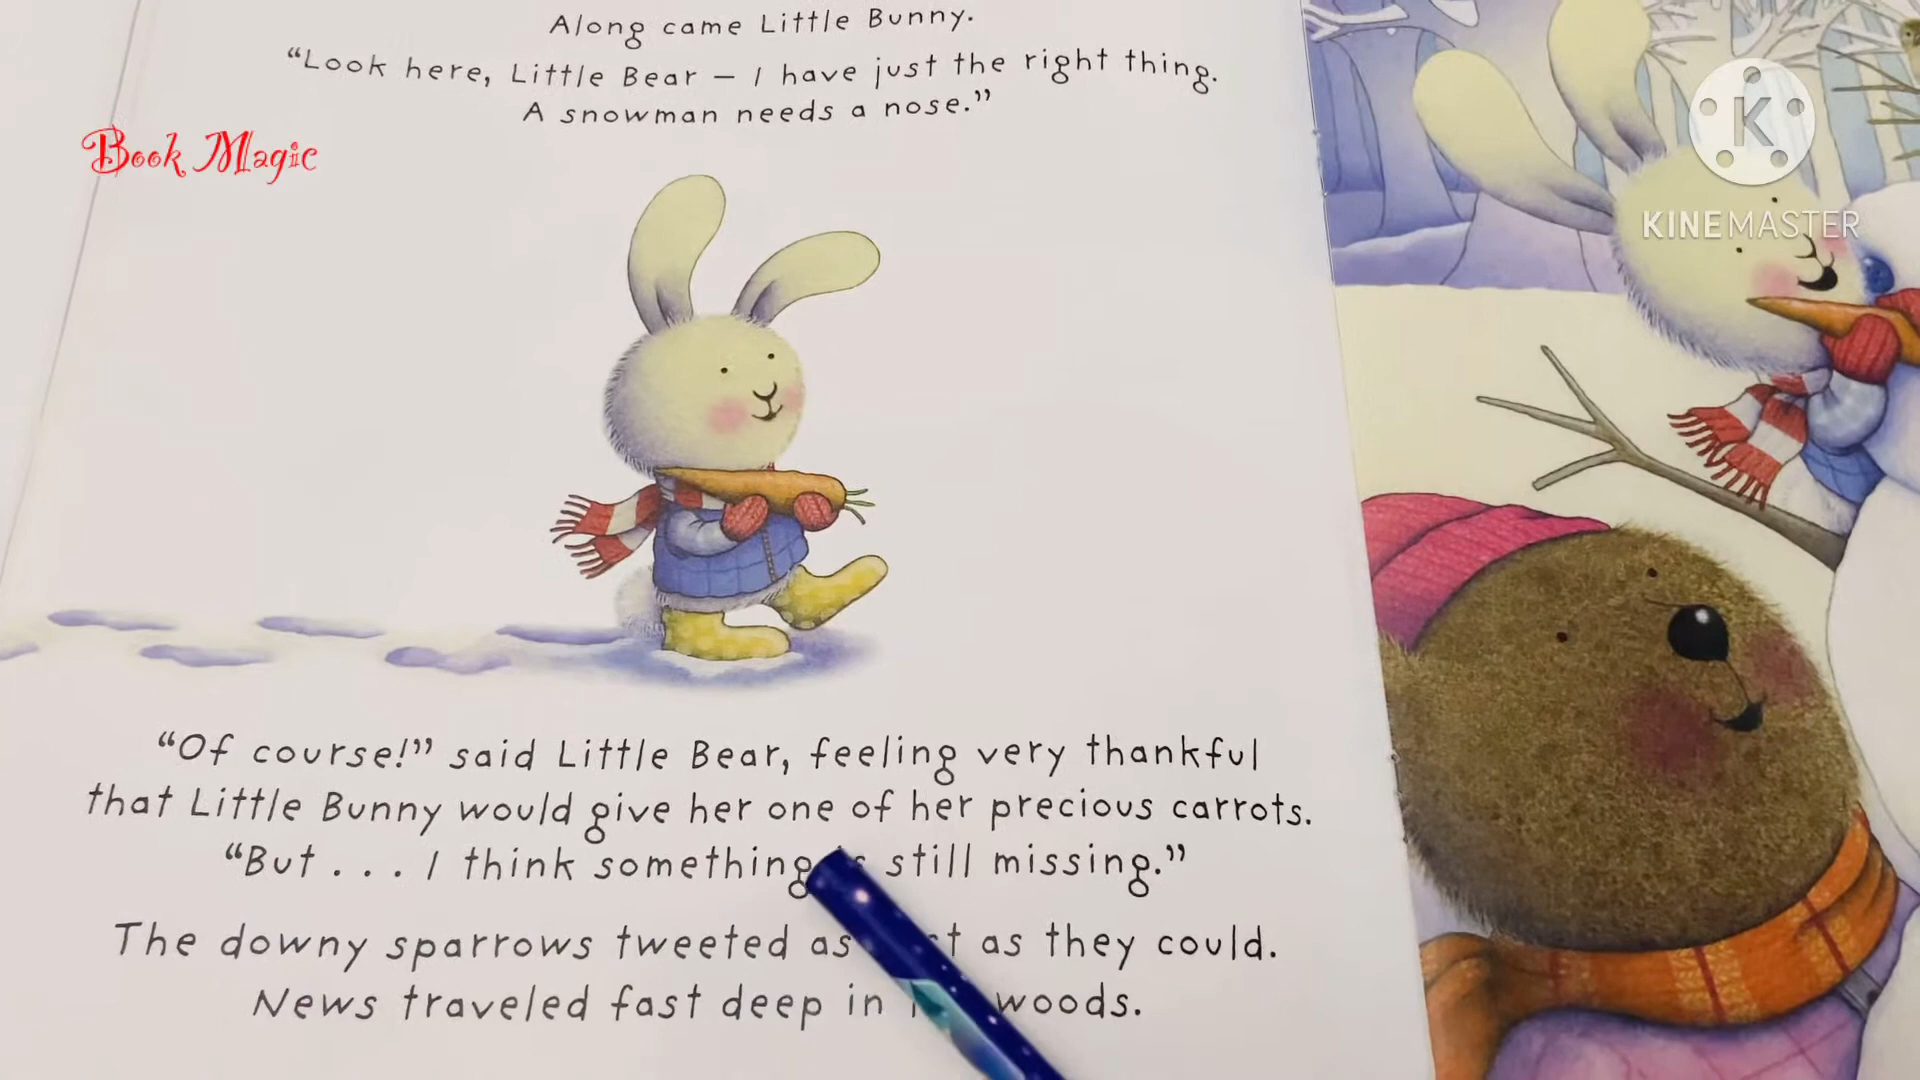 Along came Little Bunny.
“Look here, Little Bear – I have just the right thing.
A snowman needs a nose.”
Book Magic
K
KINEMASTER
“Of course!” said Little Bear, feeling very thankful
that Little Bunny would give her one of her precious carrots.
“But . . . I think something still missing.”
The downy sparrows tweeted as as they could.
News traveled fast deep in woods.